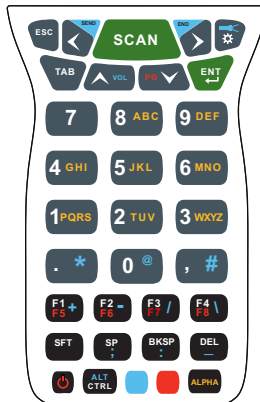 SEND END
ESC < SCAN >
TAB VOL PG ENT
7 8 ABC 9 DEF
4 GHI 5 JKL 6 MNO
1 PQRS 2 TUV 3 WXYZ
. * 0 @ , #
F1 + F2 - F3 / F4 \
F5 F6 F7 F8
SFT SP ; BKSP : DEL _
ALT
CTRL ALPHA